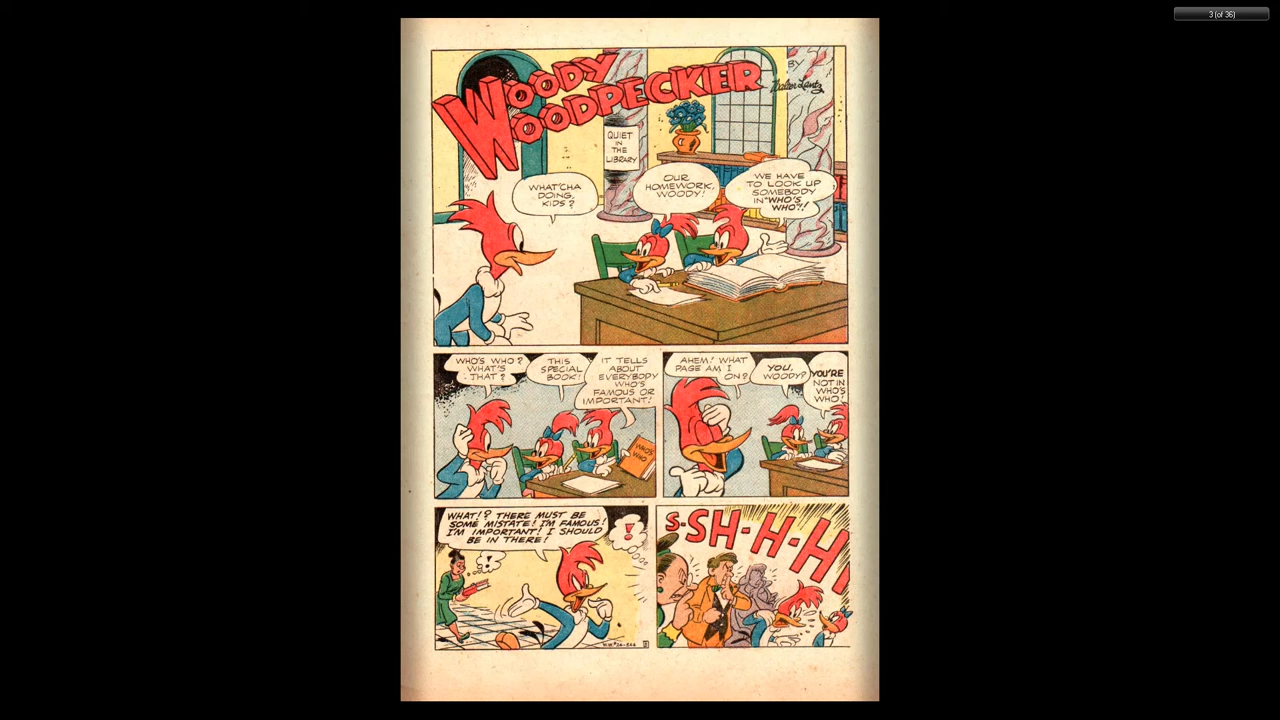 3 (of 36)
WOODY
WOODPECKER
BY
Walter Lantz
QUIET
IN
THE
LIBRARY
WHAT'CHA
DOING,
KIDS?
OUR
HOMEWORK,
WOODY!
WE HAVE
TO LOOK UP
SOMEBODY
IN "WHO'S
WHO"!
WHO'S WHO?
WHAT'S
THAT?
THIS
SPECIAL
BOOK!
IT TELLS
ABOUT
EVERYBODY
WHO'S
FAMOUS OR
IMPORTANT!
WHO'S
WHO
AHEM! WHAT
PAGE AM I
ON?
YOU,
WOODY?
YOU'RE
NOT IN
WHO'S
WHO!
WHAT!? THERE MUST BE
SOME MISTATE! I'M FAMOUS!
I'M IMPORTANT! I SHOULD
BE IN THERE!
!
!
S-SH-H-H